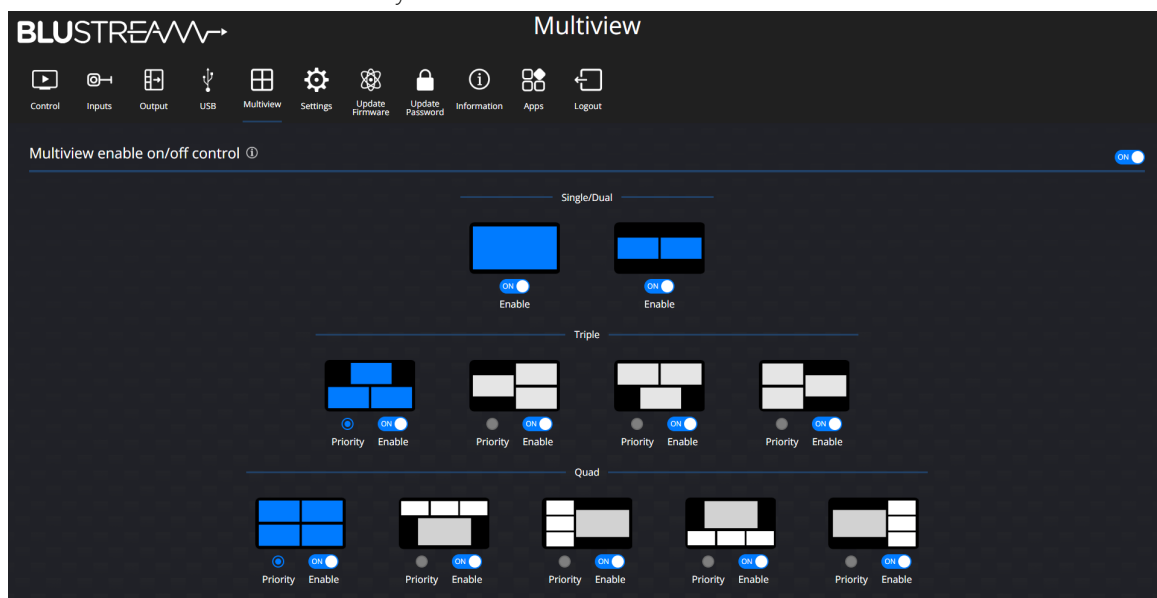 BLUSTREAM
Multiview
Control Inputs Output USB Multiview Settings Update Firmware Update Password Information Apps Logout
Multiview enable on/off control
ON
Single/Dual
ON ON
Enable Enable
Triple
ON ON ON ON
Priority Enable Priority Enable Priority Enable Priority Enable
Quad
ON ON ON ON ON
Priority Enable Priority Enable Priority Enable Priority Enable Priority Enable